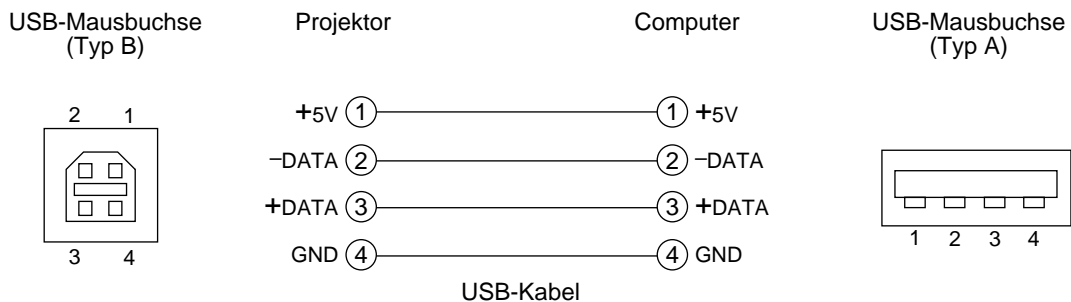 USB-Mausbuchse
(Typ B)
Projektor
Computer
USB-Mausbuchse
(Typ A)
2 1
3 4
+5V 1 1 +5V
−DATA 2 2 −DATA
+DATA 3 3 +DATA
GND 4 4 GND
USB-Kabel
1 2 3 4